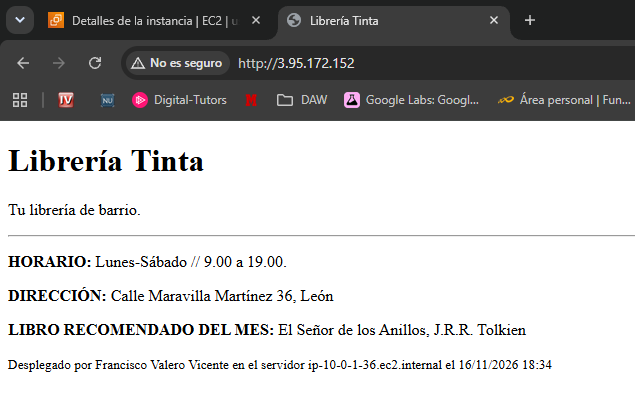 Detalles de la instancia | EC2 | u
Librería Tinta
No es seguro
http://3.95.172.152
JV
NU
Digital-Tutors
DAW
Google Labs: Googl...
Área personal | Fun...
Librería Tinta
Tu librería de barrio.
HORARIO: Lunes-Sábado // 9.00 a 19.00.
DIRECCIÓN: Calle Maravilla Martínez 36, León
LIBRO RECOMENDADO DEL MES: El Señor de los Anillos, J.R.R. Tolkien
Desplegado por Francisco Valero Vicente en el servidor ip-10-0-1-36.ec2.internal el 16/11/2026 18:34